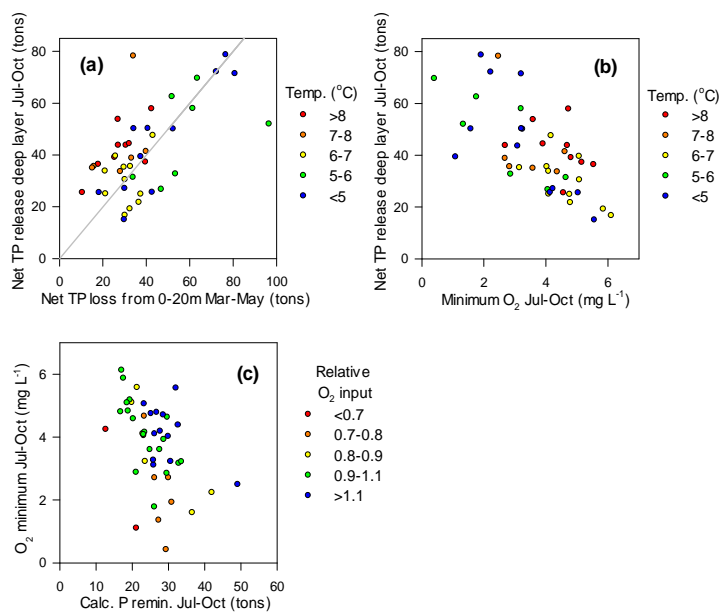 (a)
Net TP release deep layer Jul-Oct (tons)
80
60
40
20
0
0 20 40 60 80 100
Net TP loss from 0-20m Mar-May (tons)
Temp. (°C)
>8
7-8
6-7
5-6
<5
(b)
Net TP release deep layer Jul-Oct (tons)
80
60
40
20
0
0 2 4 6
Minimum O₂ Jul-Oct (mg L⁻¹)
Temp. (°C)
>8
7-8
6-7
5-6
<5
(c)
O₂ minimum Jul-Oct (mg L⁻¹)
6
4
2
0
0 10 20 30 40 50 60
Calc. P remin. Jul-Oct (tons)
Relative
O₂ input
<0.7
0.7-0.8
0.8-0.9
0.9-1.1
>1.1